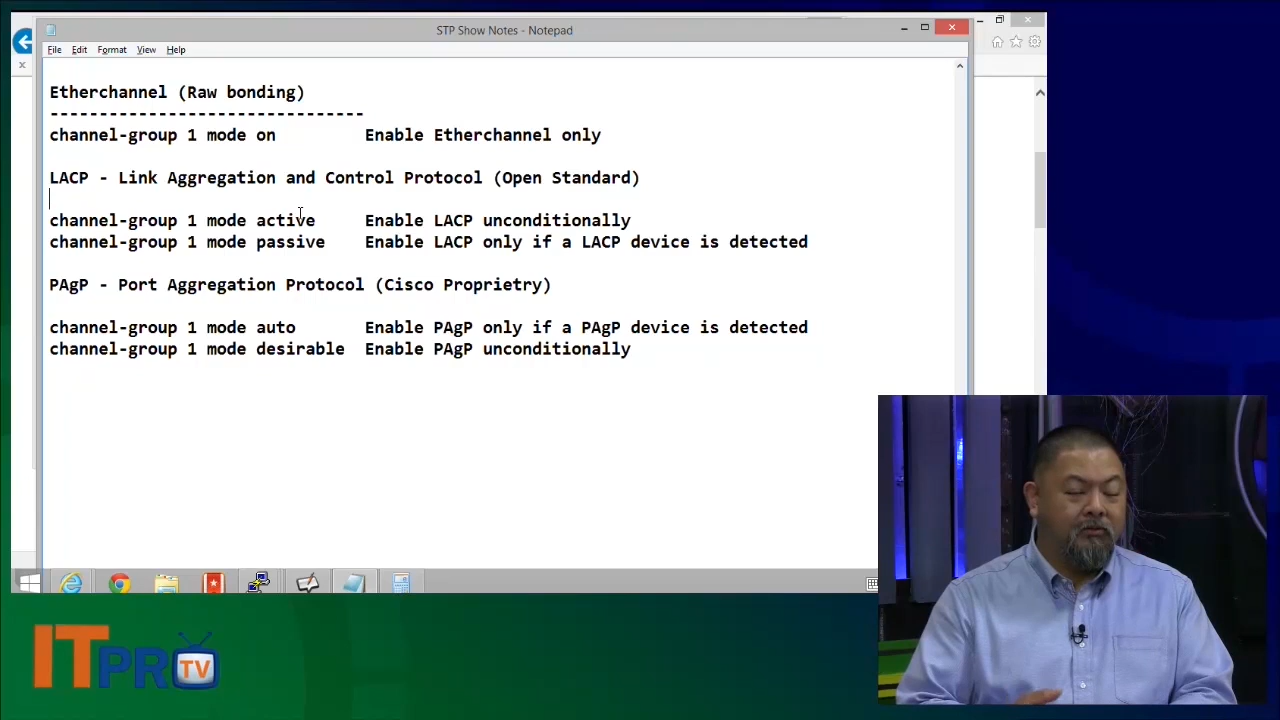 STP Show Notes - Notepad
File Edit Format View Help
Etherchannel (Raw bonding)
--------------------------------
channel-group 1 mode on Enable Etherchannel only
LACP - Link Aggregation and Control Protocol (Open Standard)
channel-group 1 mode active Enable LACP unconditionally
channel-group 1 mode passive Enable LACP only if a LACP device is detected
PAgP - Port Aggregation Protocol (Cisco Proprietry)
channel-group 1 mode auto Enable PAgP only if a PAgP device is detected
channel-group 1 mode desirable Enable PAgP unconditionally
ITPRO
TV